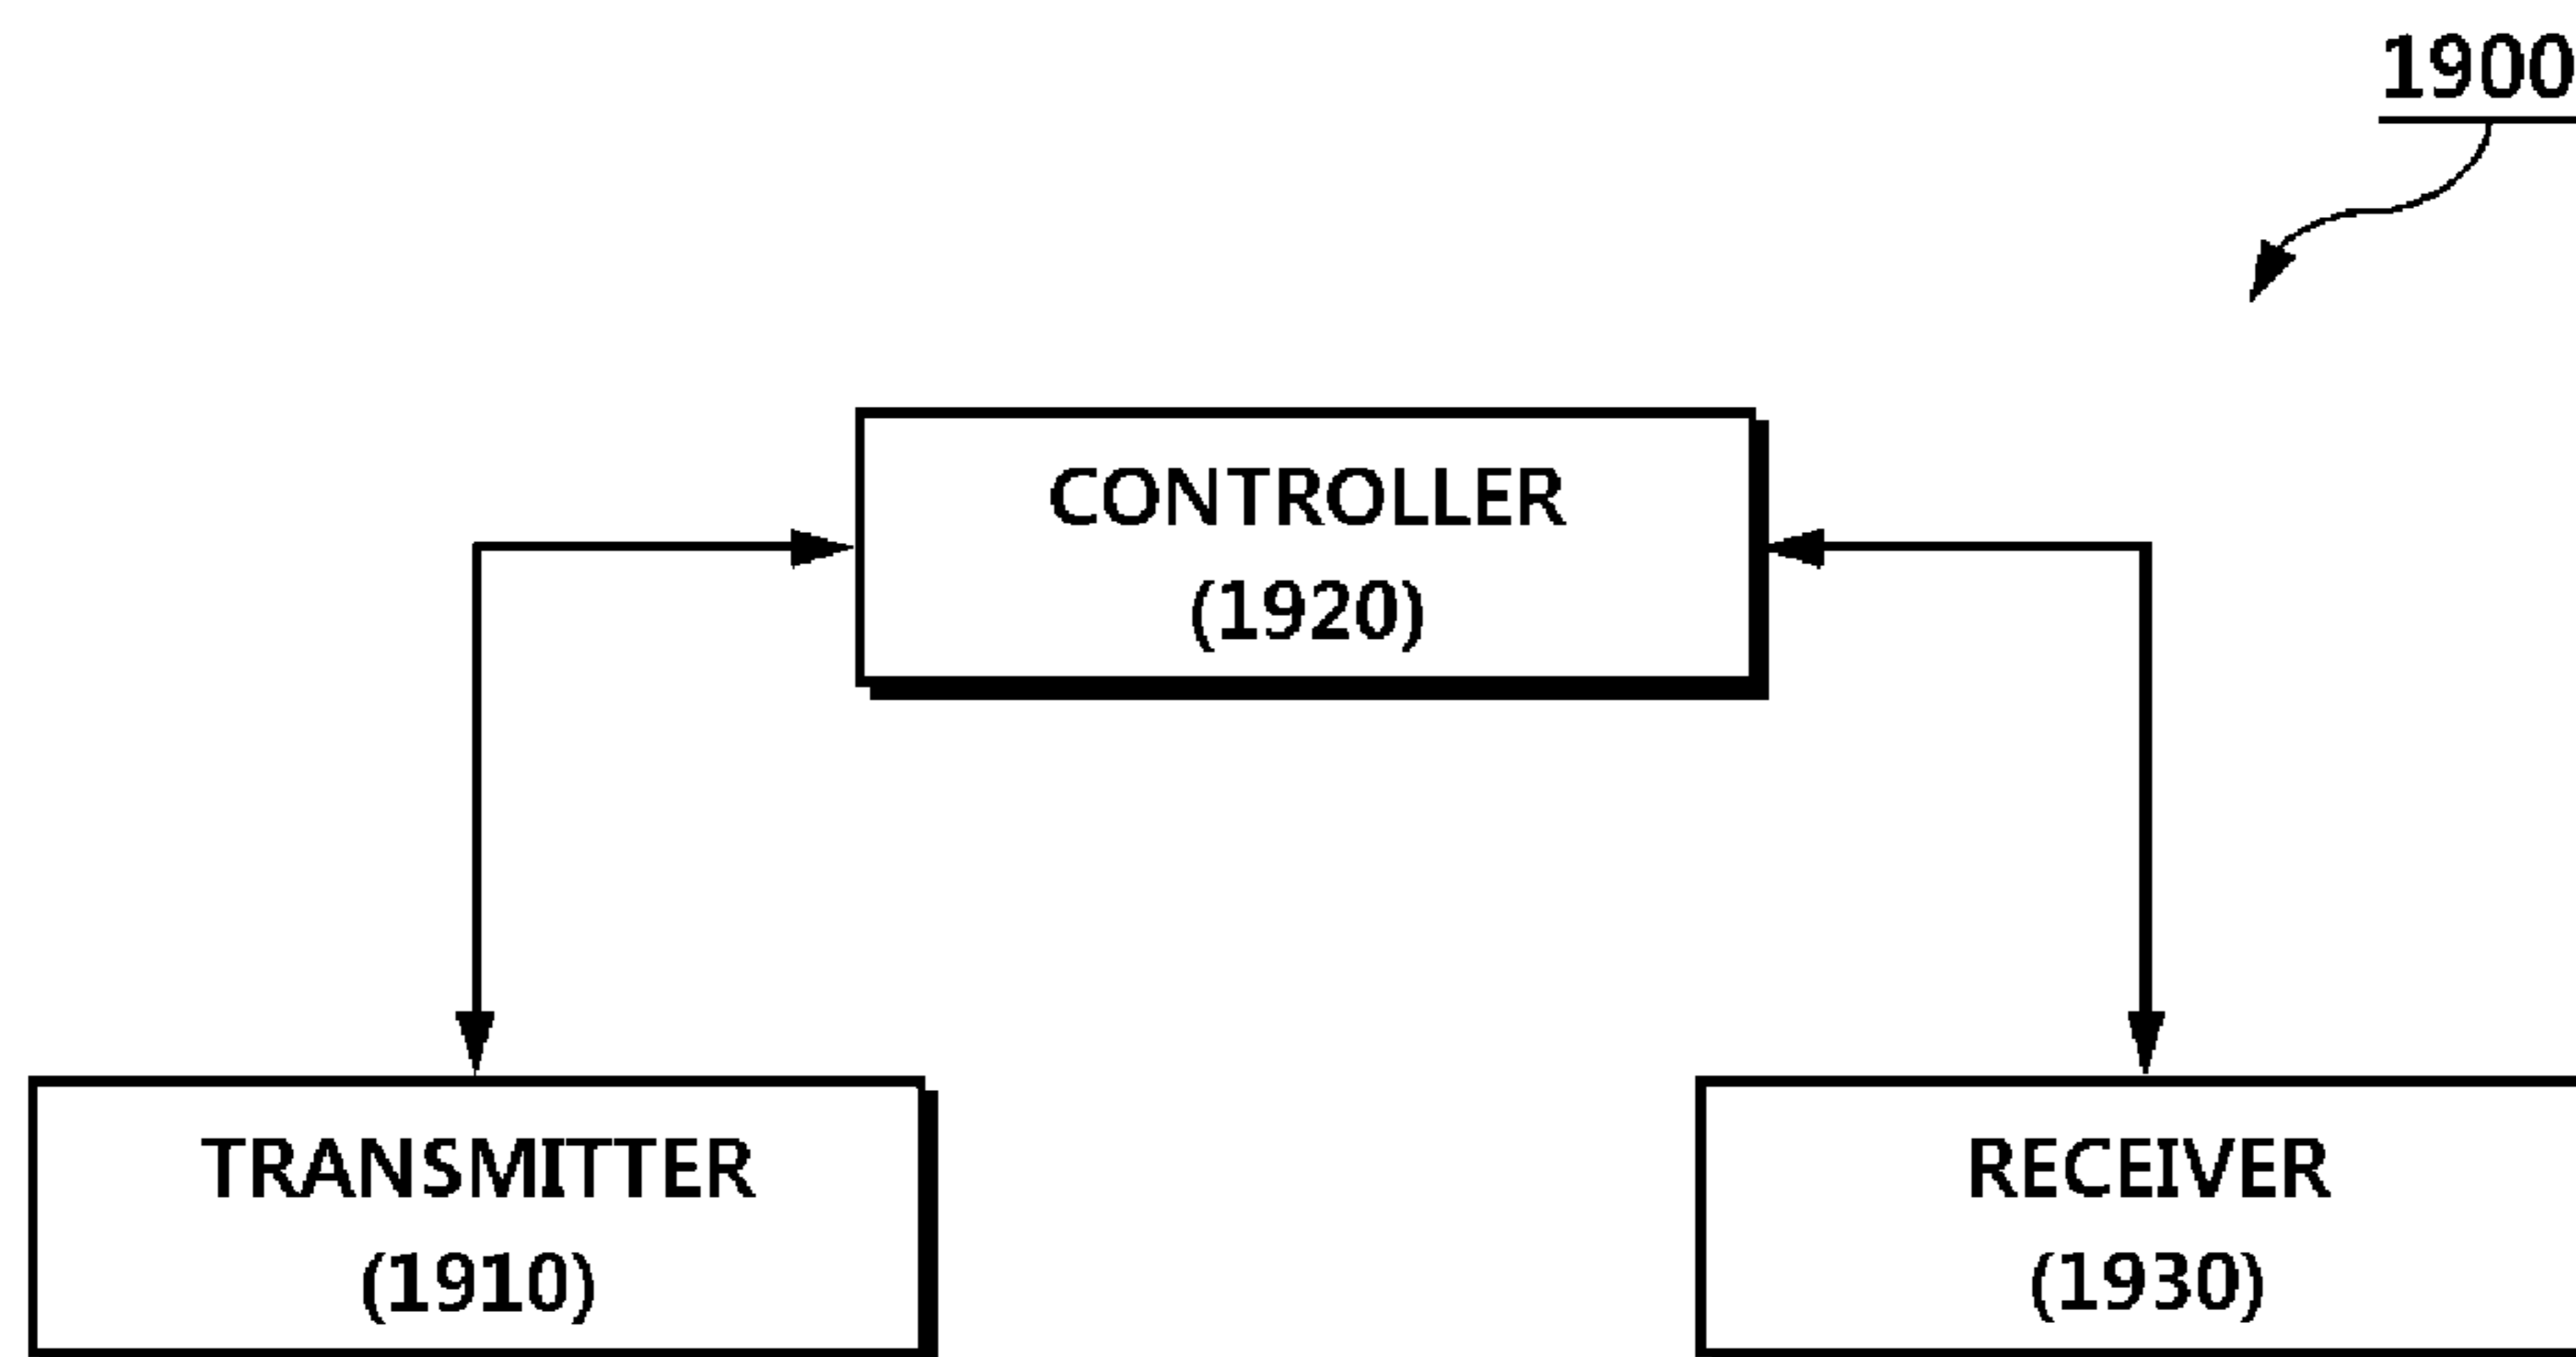 1900
CONTROLLER
(1920)
TRANSMITTER
(1910)
RECEIVER
(1930)